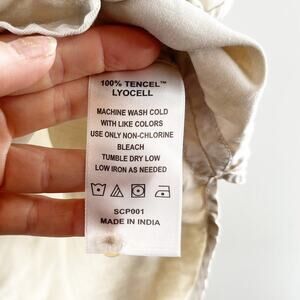 100% TENCEL™
LYOCELL
MACHINE WASH COLD
WITH LIKE COLORS
USE ONLY NON-CHLORINE
BLEACH
TUMBLE DRY LOW
LOW IRON AS NEEDED
SCP001
MADE IN INDIA